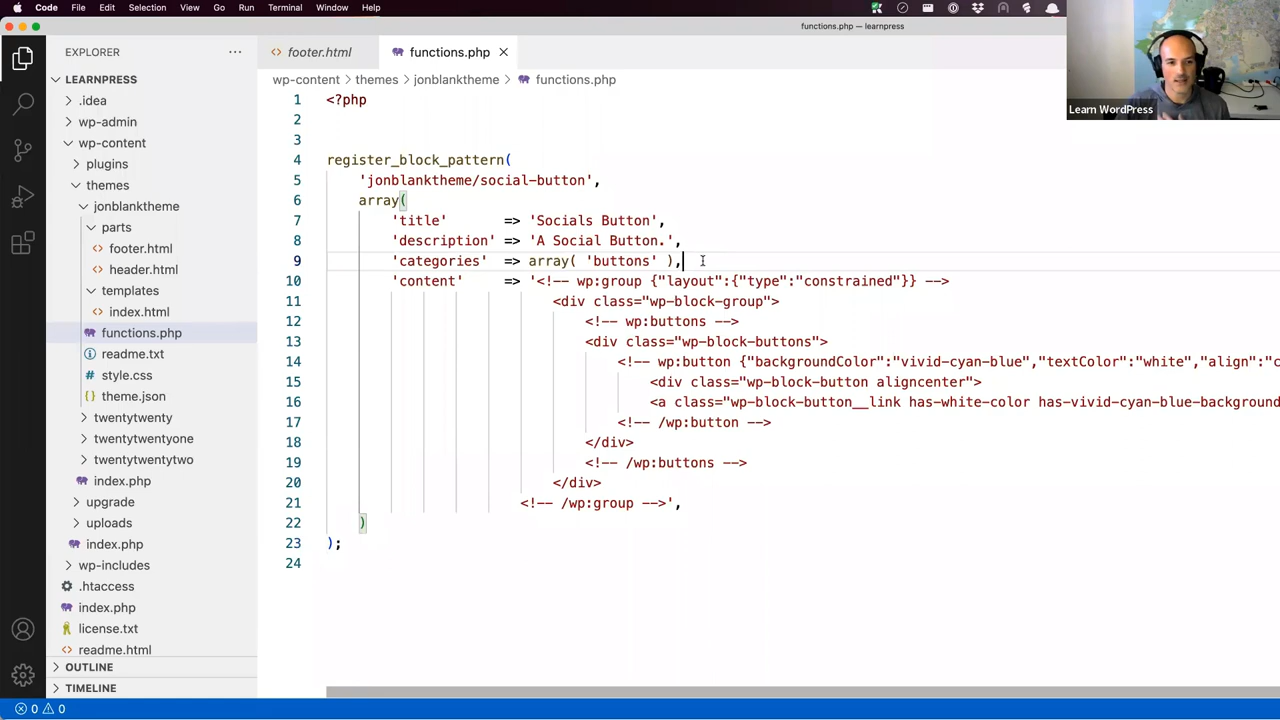 Code File Edit Selection View Go Run Terminal Window Help
functions.php — learnpress
EXPLORER
footer.html
functions.php
Learn WordPress
LEARNPRESS
wp-content > themes > jonblanktheme > functions.php
.idea
wp-admin
wp-content
plugins
themes
jonblanktheme
parts
footer.html
header.html
templates
index.html
functions.php
readme.txt
style.css
theme.json
twentytwenty
twentytwentyone
twentytwentytwo
index.php
upgrade
uploads
index.php
wp-includes
.htaccess
index.php
license.txt
readme.html
OUTLINE
TIMELINE
1 <?php
2
3
4 register_block_pattern(
5 'jonblanktheme/social-button',
6 array(
7 'title' => 'Socials Button',
8 'description' => 'A Social Button.',
9 'categories' => array( 'buttons' ),
10 'content' => '<!-- wp:group {"layout":{"type":"constrained"}} -->
11 <div class="wp-block-group">
12 <!-- wp:buttons -->
13 <div class="wp-block-buttons">
14 <!-- wp:button {"backgroundColor":"vivid-cyan-blue","textColor":"white","align":"c
15 <div class="wp-block-button aligncenter">
16 <a class="wp-block-button__link has-white-color has-vivid-cyan-blue-background
17 <!-- /wp:button -->
18 </div>
19 <!-- /wp:buttons -->
20 </div>
21 <!-- /wp:group -->',
22 )
23 );
24
0 0